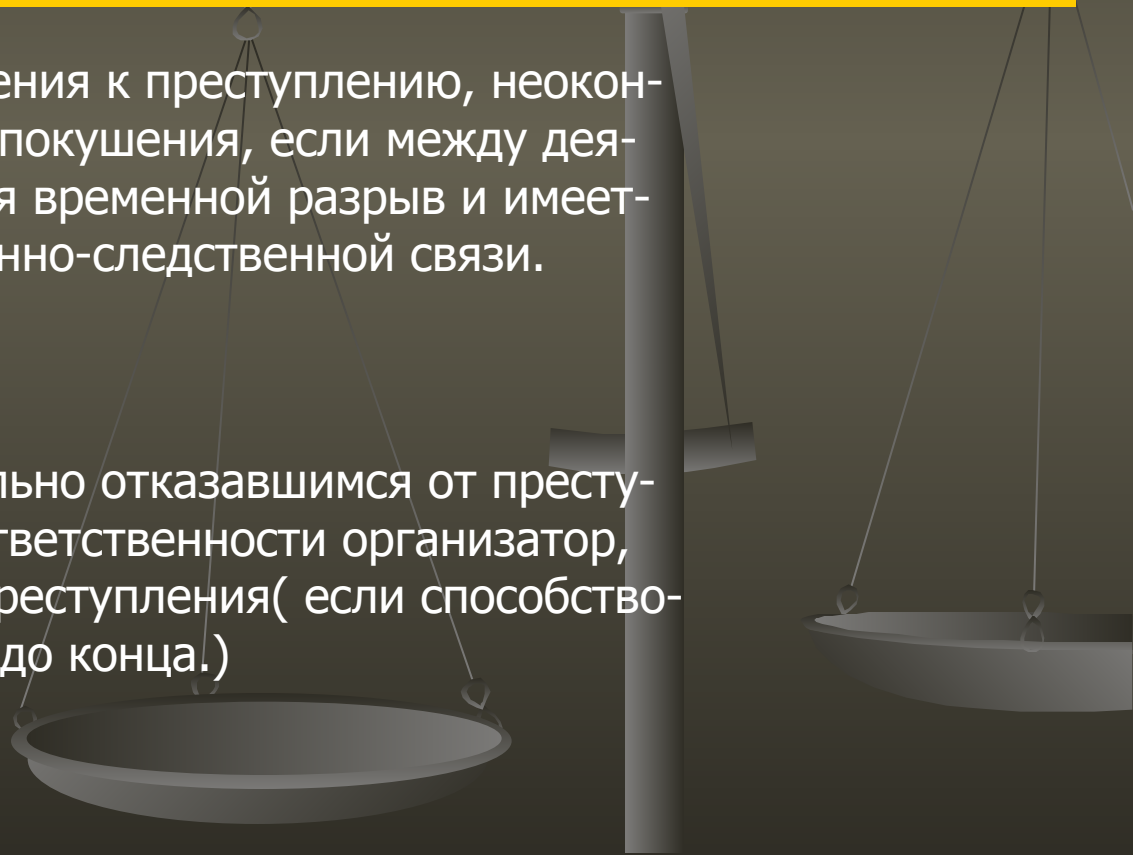 ения к преступлению, неокон-
покушения, если между дея-
я временной разрыв и имеет-
нно-следственной связи.
льно отказавшимся от престу-
тветственности организатор,
реступления( если способство-
до конца.)